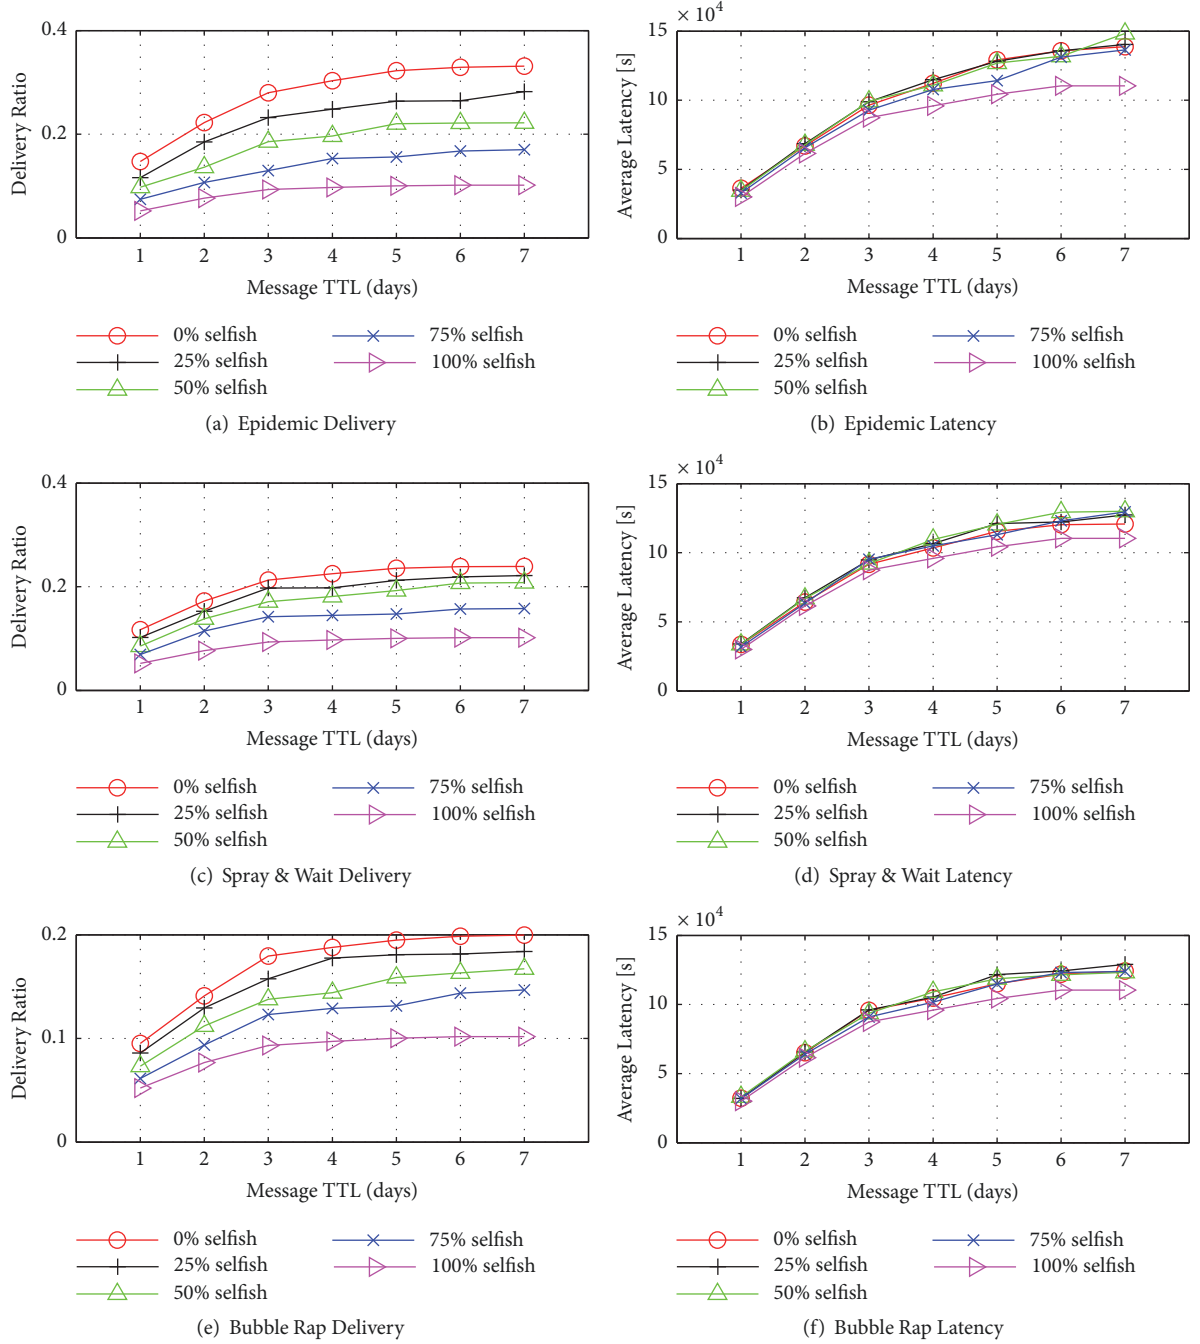 0.4
0.2
0
Delivery Ratio
1 2 3 4 5 6 7
Message TTL (days)
0% selfish
25% selfish
50% selfish
75% selfish
100% selfish
(a) Epidemic Delivery
× 10⁴
15
10
5
0
Average Latency [s]
1 2 3 4 5 6 7
Message TTL (days)
0% selfish
25% selfish
50% selfish
75% selfish
100% selfish
(b) Epidemic Latency
0.4
0.2
0
Delivery Ratio
1 2 3 4 5 6 7
Message TTL (days)
0% selfish
25% selfish
50% selfish
75% selfish
100% selfish
(c) Spray & Wait Delivery
× 10⁴
15
10
5
0
Average Latency [s]
1 2 3 4 5 6 7
Message TTL (days)
0% selfish
25% selfish
50% selfish
75% selfish
100% selfish
(d) Spray & Wait Latency
0.2
0.1
0
Delivery Ratio
1 2 3 4 5 6 7
Message TTL (days)
0% selfish
25% selfish
50% selfish
75% selfish
100% selfish
(e) Bubble Rap Delivery
× 10⁴
15
10
5
0
Average Latency [s]
1 2 3 4 5 6 7
Message TTL (days)
0% selfish
25% selfish
50% selfish
75% selfish
100% selfish
(f) Bubble Rap Latency